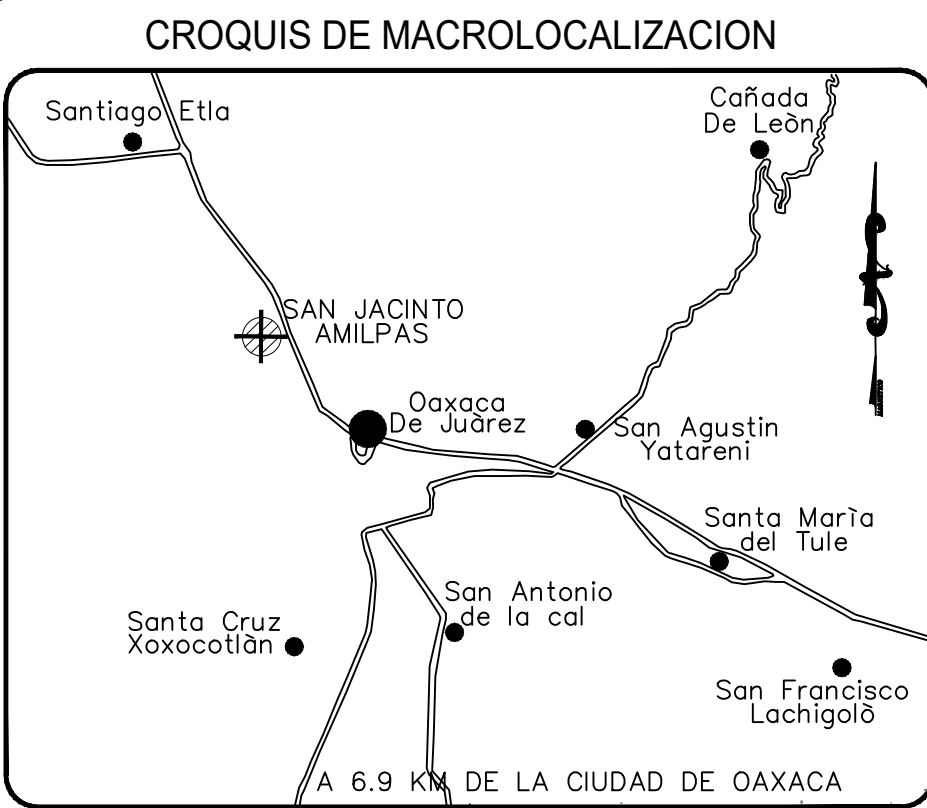 CROQUIS DE MACROLOCALIZACION
Santiago Etla
Cañada
De Leòn
SAN JACINTO
AMILPAS
Oaxaca
De Juàrez
San Agustin
Yatareni
Santa Marìa
del Tule
San Antonio
de la cal
Santa Cruz
Xoxocotlàn
San Francisco
Lachigolò
A 6.9 KM DE LA CIUDAD DE OAXACA